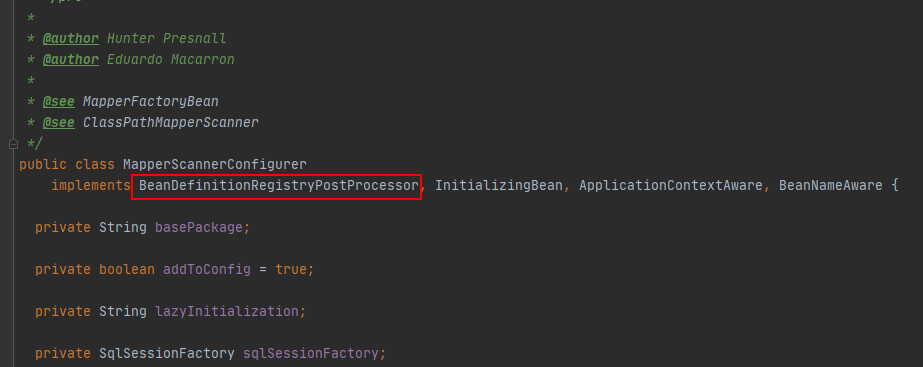 *
* @author Hunter Presnall
* @author Eduardo Macarron
*
* @see MapperFactoryBean
* @see ClassPathMapperScanner
*/
public class MapperScannerConfigurer
implements BeanDefinitionRegistryPostProcessor, InitializingBean, ApplicationContextAware, BeanNameAware {
private String basePackage;
private boolean addToConfig = true;
private String lazyInitialization;
private SqlSessionFactory sqlSessionFactory;